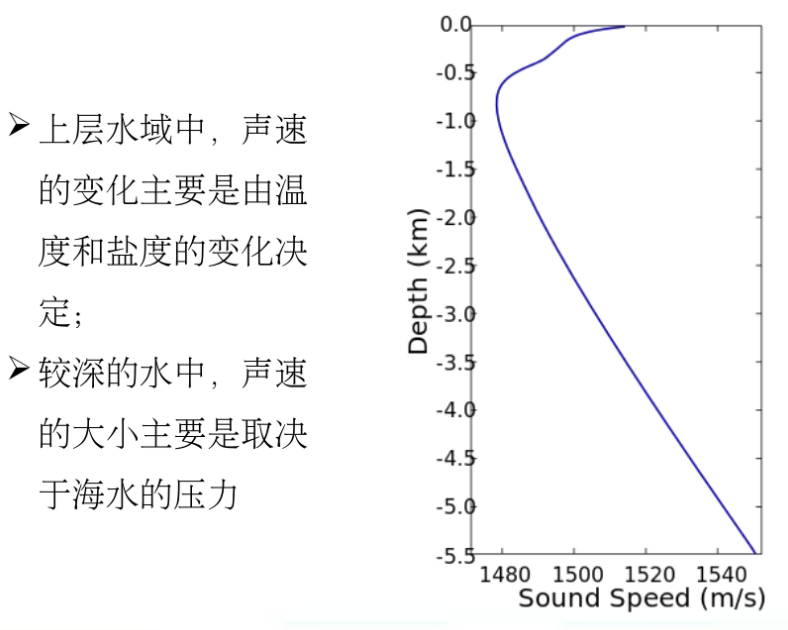 ➢ 上层水域中，声速
的变化主要是由温
度和盐度的变化决
定；
➢ 较深的水中，声速
的大小主要是取决
于海水的压力
0.0
-0.5
-1.0
-1.5
-2.0
-2.5
-3.0
-3.5
-4.0
-4.5
-5.0
-5.5
Depth (km)
1480 1500 1520 1540
Sound Speed (m/s)